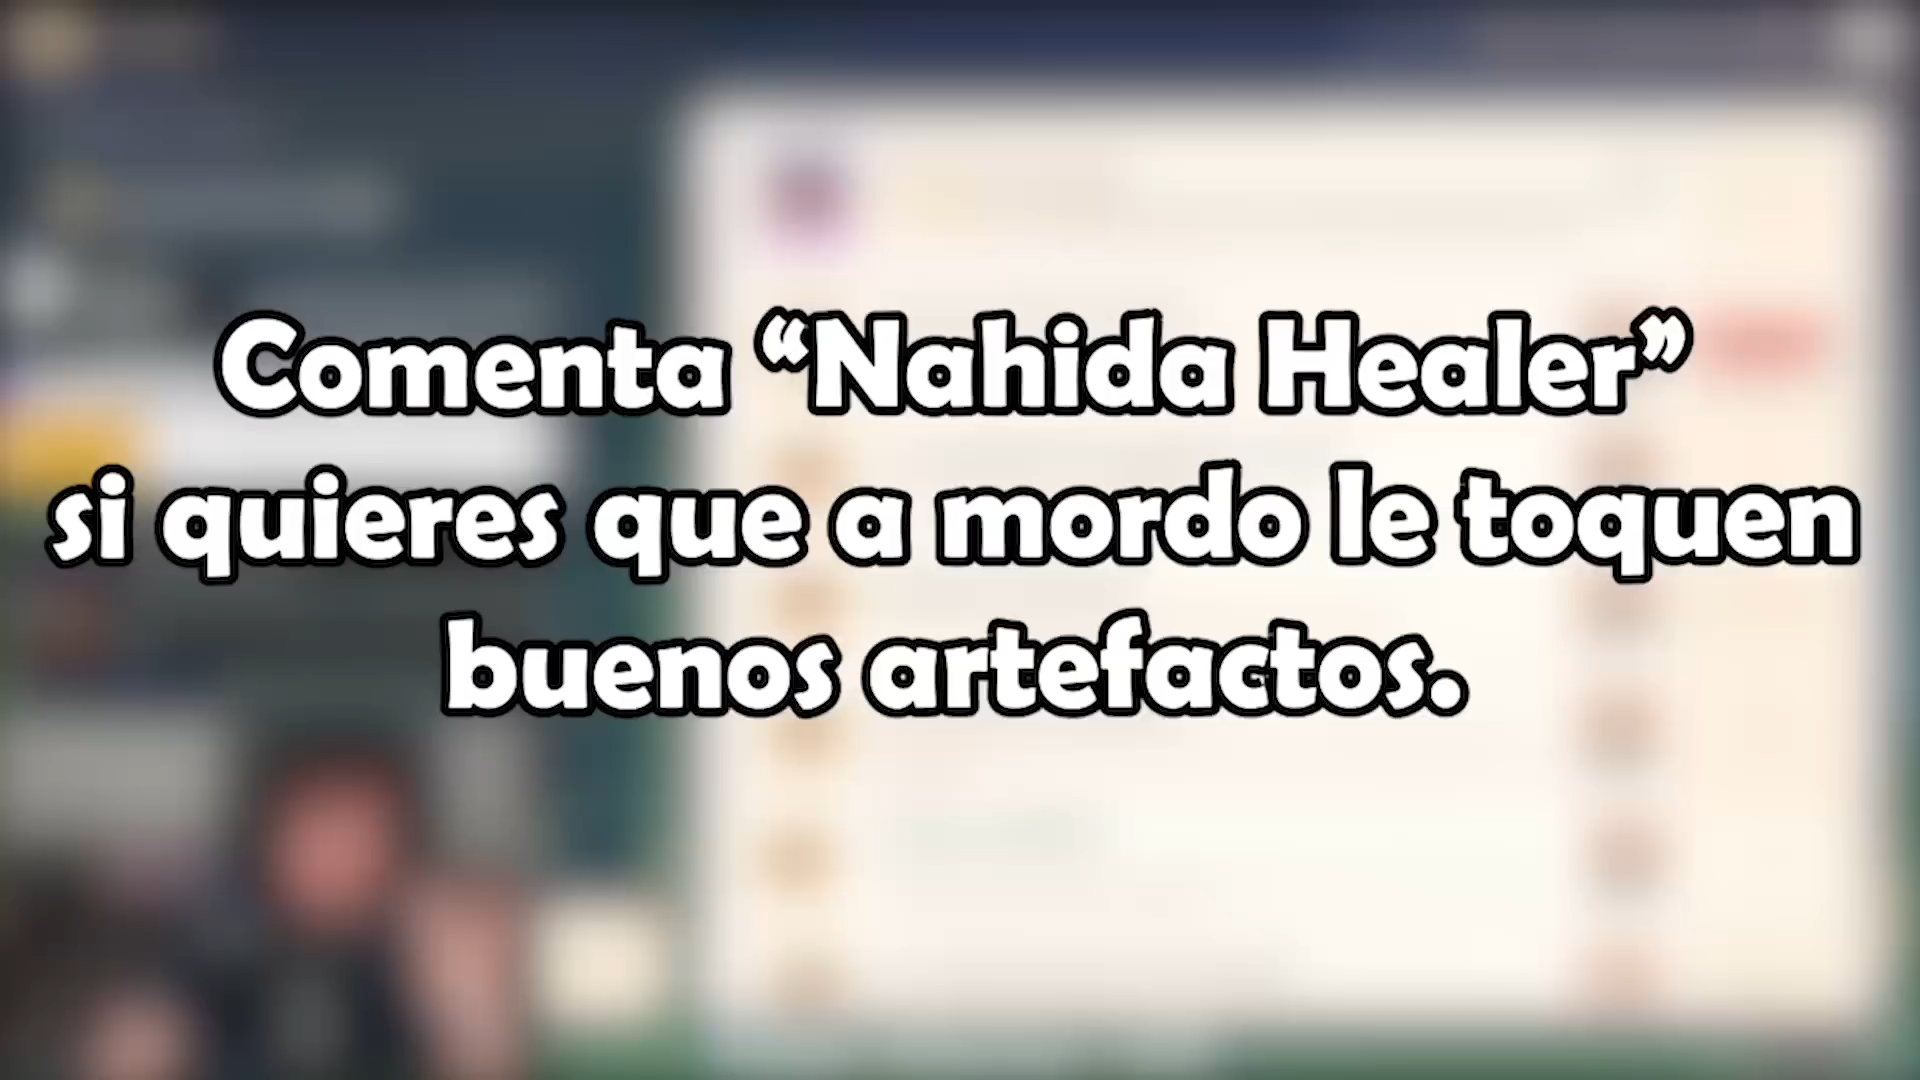 Comenta “Nahida Healer”
si quieres que a mordo le toquen
buenos artefactos.